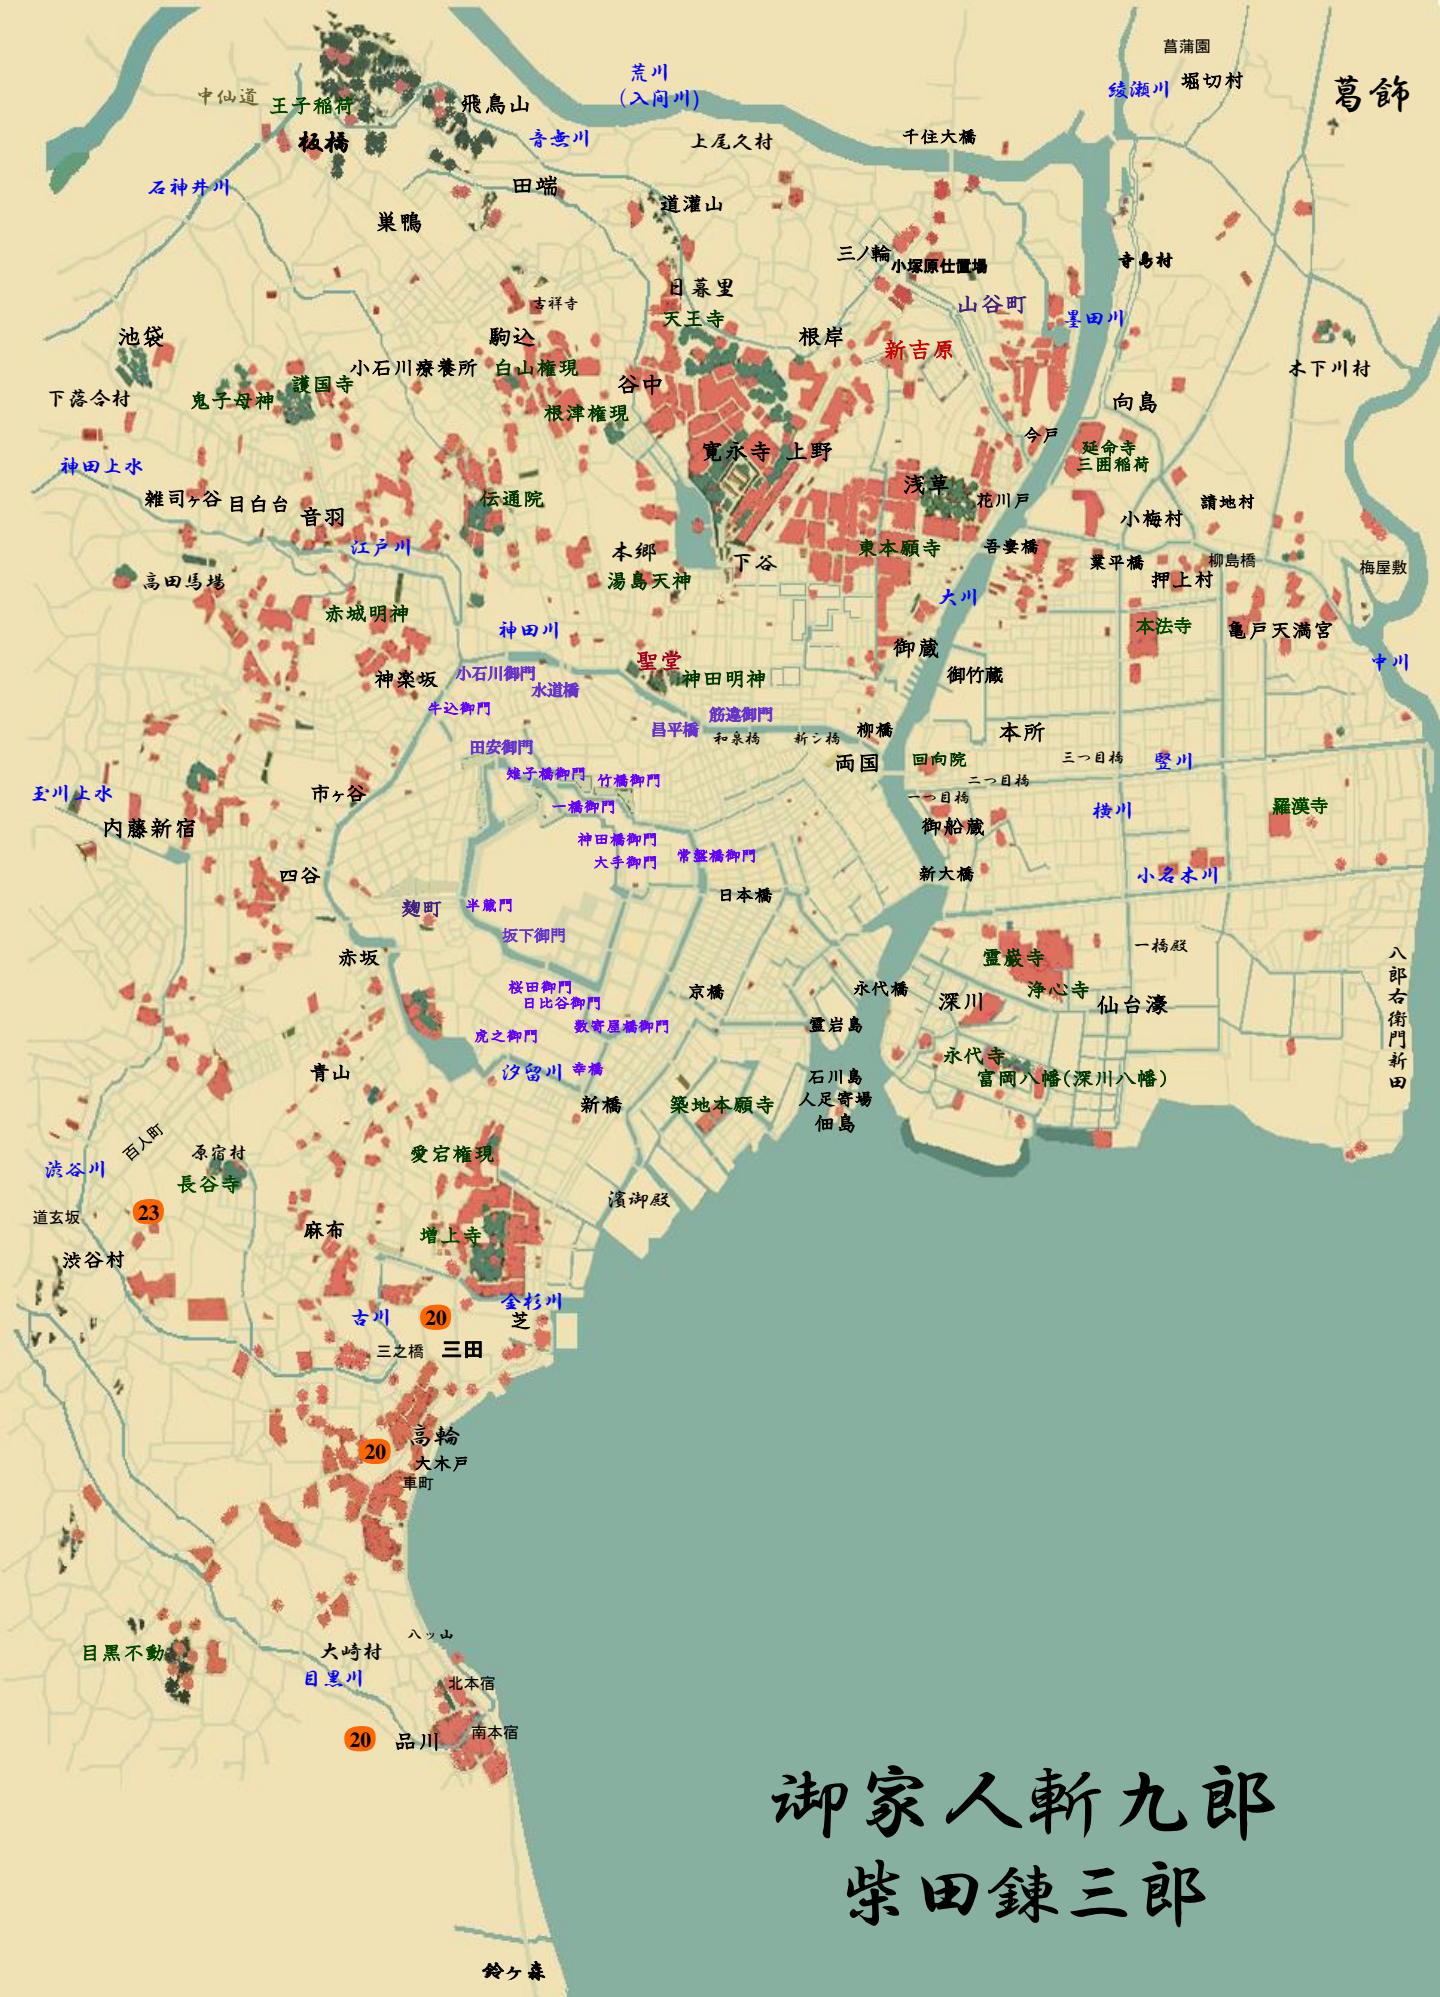 菖蒲園
荒川
(入间川)
綾瀬川
堀切村
葛飾
中仙道
王子稲荷
飛鳥山
板橋
音無川
上尾久村
千住大橋
石神井川
田端
道灌山
巣鴨
三ノ輪
小塚原仕置場
寺島村
日暮里
吉祥寺
山谷町
天王寺
墨田川
池袋
駒込
根岸
新吉原
小石川療養所
白山権現
木下川村
下落合村
鬼子母神
護国寺
谷中
根津権現
向島
今戸
延命寺
三囲稲荷
寛永寺
上野
神田上水
浅草
雑司ヶ谷
目白台
音羽
伝通院
花川戸
請地村
小梅村
江戸川
本郷
下谷
東本願寺
吾妻橋
業平橋
柳島橋
梅屋敷
高田馬場
湯島天神
押上村
大川
赤城明神
神田川
本法寺
亀戸天満宮
御蔵
聖堂
中川
神楽坂
小石川御門
水道橋
神田明神
御竹蔵
牛込御門
筋違御門
昌平橋
和泉橋
新シ橋
柳橋
本所
田安御門
両国
回向院
三つ目橋
竪川
雉子橋御門
竹橋御門
二つ目橋
玉川上水
市ヶ谷
一橋御門
一つ目橋
横川
羅漢寺
内藤新宿
神田橋御門
御船蔵
大手御門
常盤橋御門
四谷
新大橋
小名木川
日本橋
麹町
半蔵門
坂下御門
一橋殿
赤坂
霊巌寺
八郎右衛門新田
桜田御門
京橋
永代橋
浄心寺
日比谷御門
深川
仙台濠
数寄屋橋御門
霊岩島
虎之御門
永代寺
青山
汐留川
幸橋
石川島
富岡八幡(深川八幡)
新橋
築地本願寺
人足寄場
佃島
百人町
原宿村
愛宕権現
渋谷川
長谷寺
濱御殿
23
道玄坂
麻布
増上寺
渋谷村
金杉川
古川
20
芝
三之橋
三田
高輪
20
大木戸
車町
八ッ山
目黒不動
大崎村
目黒川
北本宿
20
品川
南本宿
御家人斬九郎
柴田錬三郎
鈴ヶ森